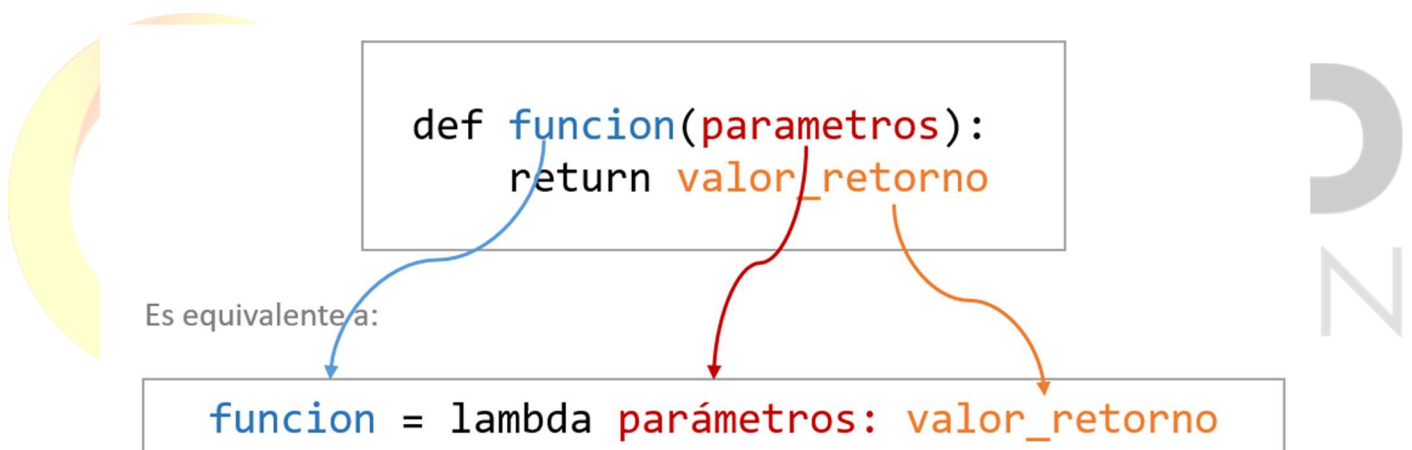 def funcion(parametros):
return valor_retorno
Es equivalente a:
funcion = lambda parámetros: valor_retorno
N